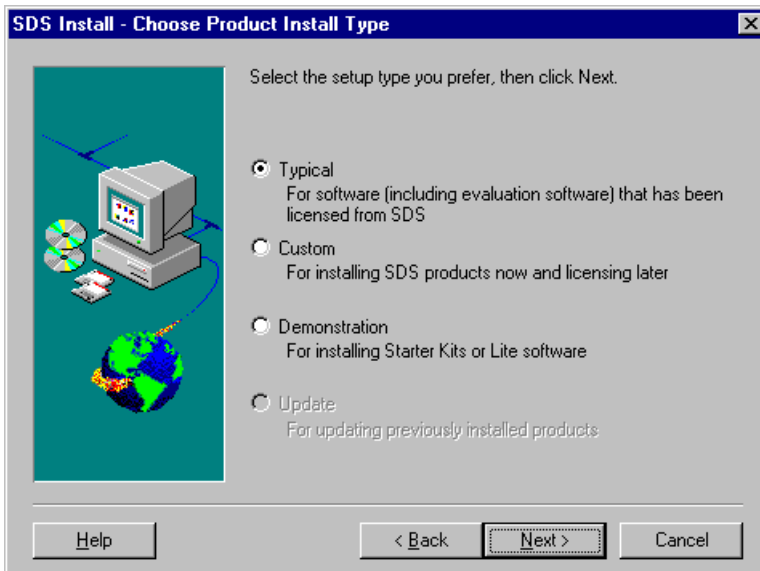 SDS Install - Choose Product Install Type
Select the setup type you prefer, then click Next.
Typical
For software (including evaluation software) that has been
licensed from SDS
Custom
For installing SDS products now and licensing later
Demonstration
For installing Starter Kits or Lite software
Update
For updating previously installed products
Help
< Back
Next >
Cancel